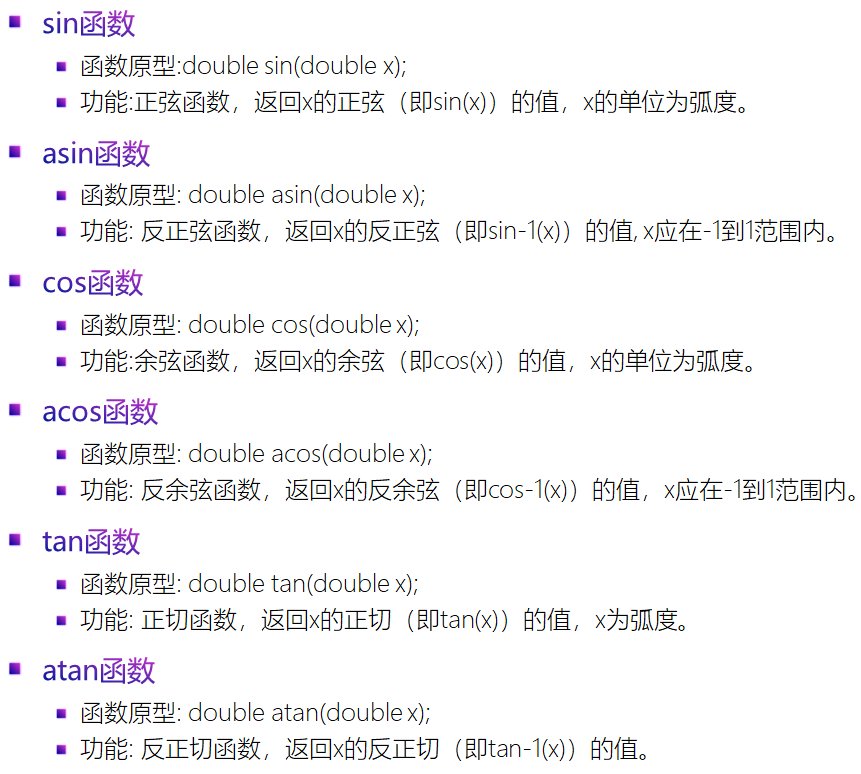 sin函数
函数原型:double sin(double x);
功能:正弦函数，返回x的正弦（即sin(x)）的值，x的单位为弧度。
asin函数
函数原型: double asin(double x);
功能: 反正弦函数，返回x的反正弦（即sin-1(x)）的值, x应在-1到1范围内。
cos函数
函数原型: double cos(double x);
功能:余弦函数，返回x的余弦（即cos(x)）的值，x的单位为弧度。
acos函数
函数原型: double acos(double x);
功能: 反余弦函数，返回x的反余弦（即cos-1(x)）的值，x应在-1到1范围内。
tan函数
函数原型: double tan(double x);
功能: 正切函数，返回x的正切（即tan(x)）的值，x为弧度。
atan函数
函数原型: double atan(double x);
功能: 反正切函数，返回x的反正切（即tan-1(x)）的值。